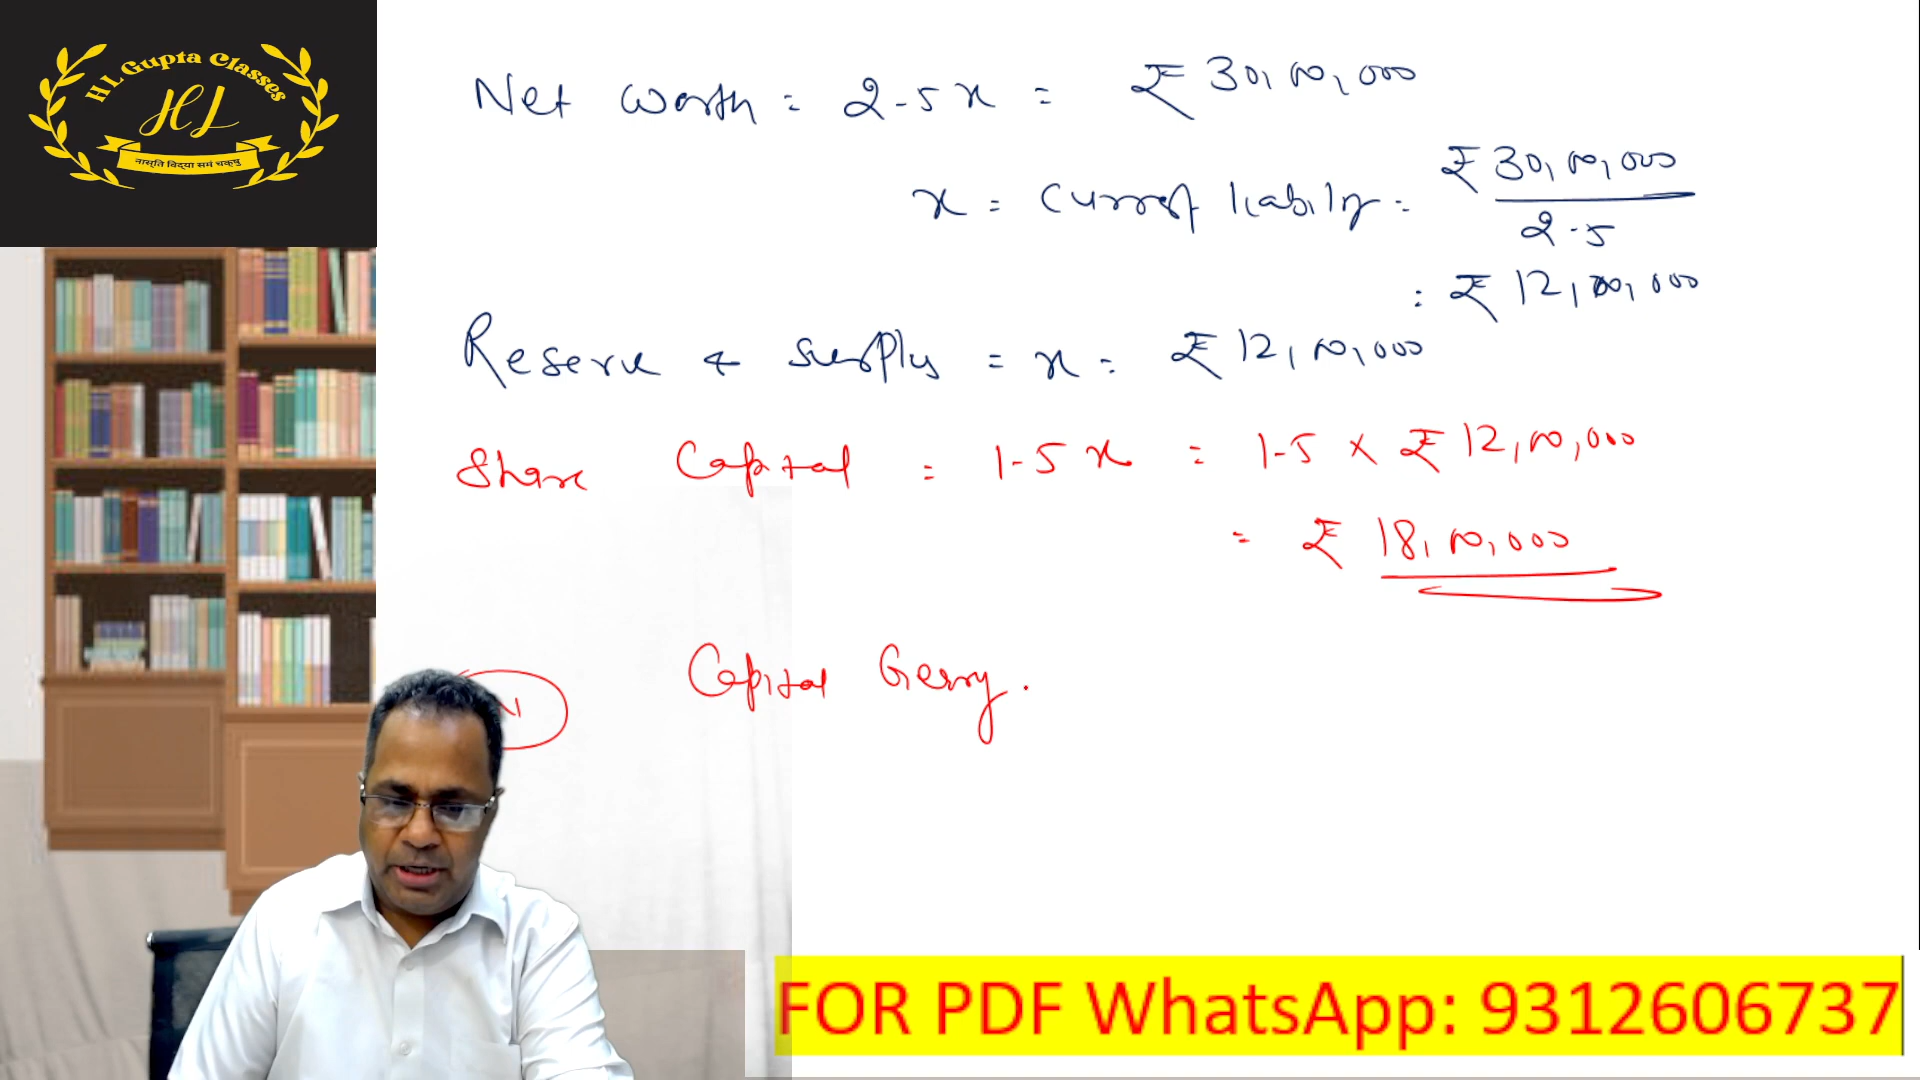 HL Gupta Classes
HL
नास्ति विद्या समं चक्षु
Net Worth = 2.5x = ₹ 30,00,000
x = Current liability = ₹ 30,00,000
2.5
= ₹ 12,00,000
Reserve & Surplus = x = ₹ 12,00,000
Share Capital = 1.5x = 1.5 × ₹ 12,00,000
= ₹ 18,00,000
Capital
FOR PDF WhatsApp: 9312606737